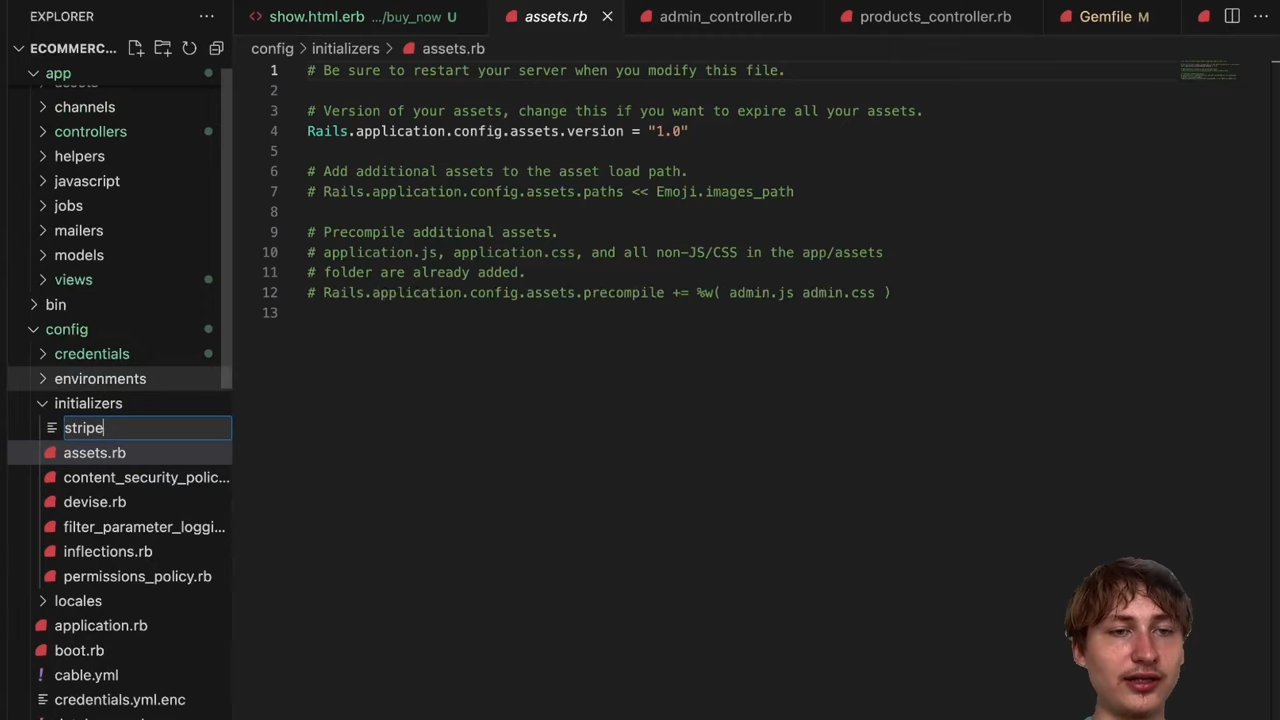 EXPLORER
ECOMMERC...
app
channels
controllers
helpers
javascript
jobs
mailers
models
views
bin
config
credentials
environments
initializers
stripe
assets.rb
content_security_polic...
devise.rb
filter_parameter_loggi...
inflections.rb
permissions_policy.rb
locales
application.rb
boot.rb
cable.yml
credentials.yml.enc
show.html.erb .../buy_now U
assets.rb
admin_controller.rb
products_controller.rb
Gemfile M
config > initializers > assets.rb
1 # Be sure to restart your server when you modify this file.
2
3 # Version of your assets, change this if you want to expire all your assets.
4 Rails.application.config.assets.version = "1.0"
5
6 # Add additional assets to the asset load path.
7 # Rails.application.config.assets.paths << Emoji.images_path
8
9 # Precompile additional assets.
10 # application.js, application.css, and all non-JS/CSS in the app/assets
11 # folder are already added.
12 # Rails.application.config.assets.precompile += %w( admin.js admin.css )
13